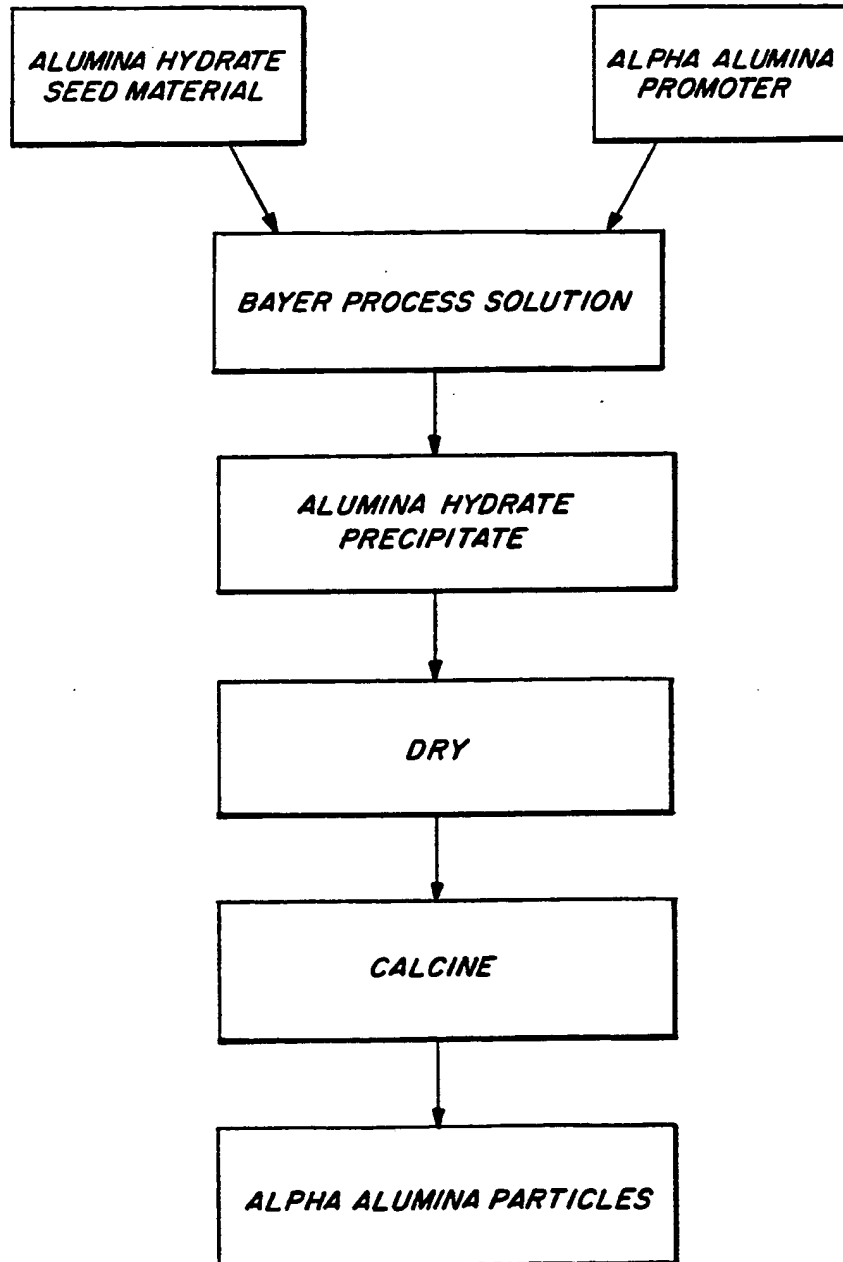 ALUMINA HYDRATE
SEED MATERIAL
ALPHA ALUMINA
PROMOTER
BAYER PROCESS SOLUTION
ALUMINA HYDRATE
PRECIPITATE
DRY
CALCINE
ALPHA ALUMINA PARTICLES